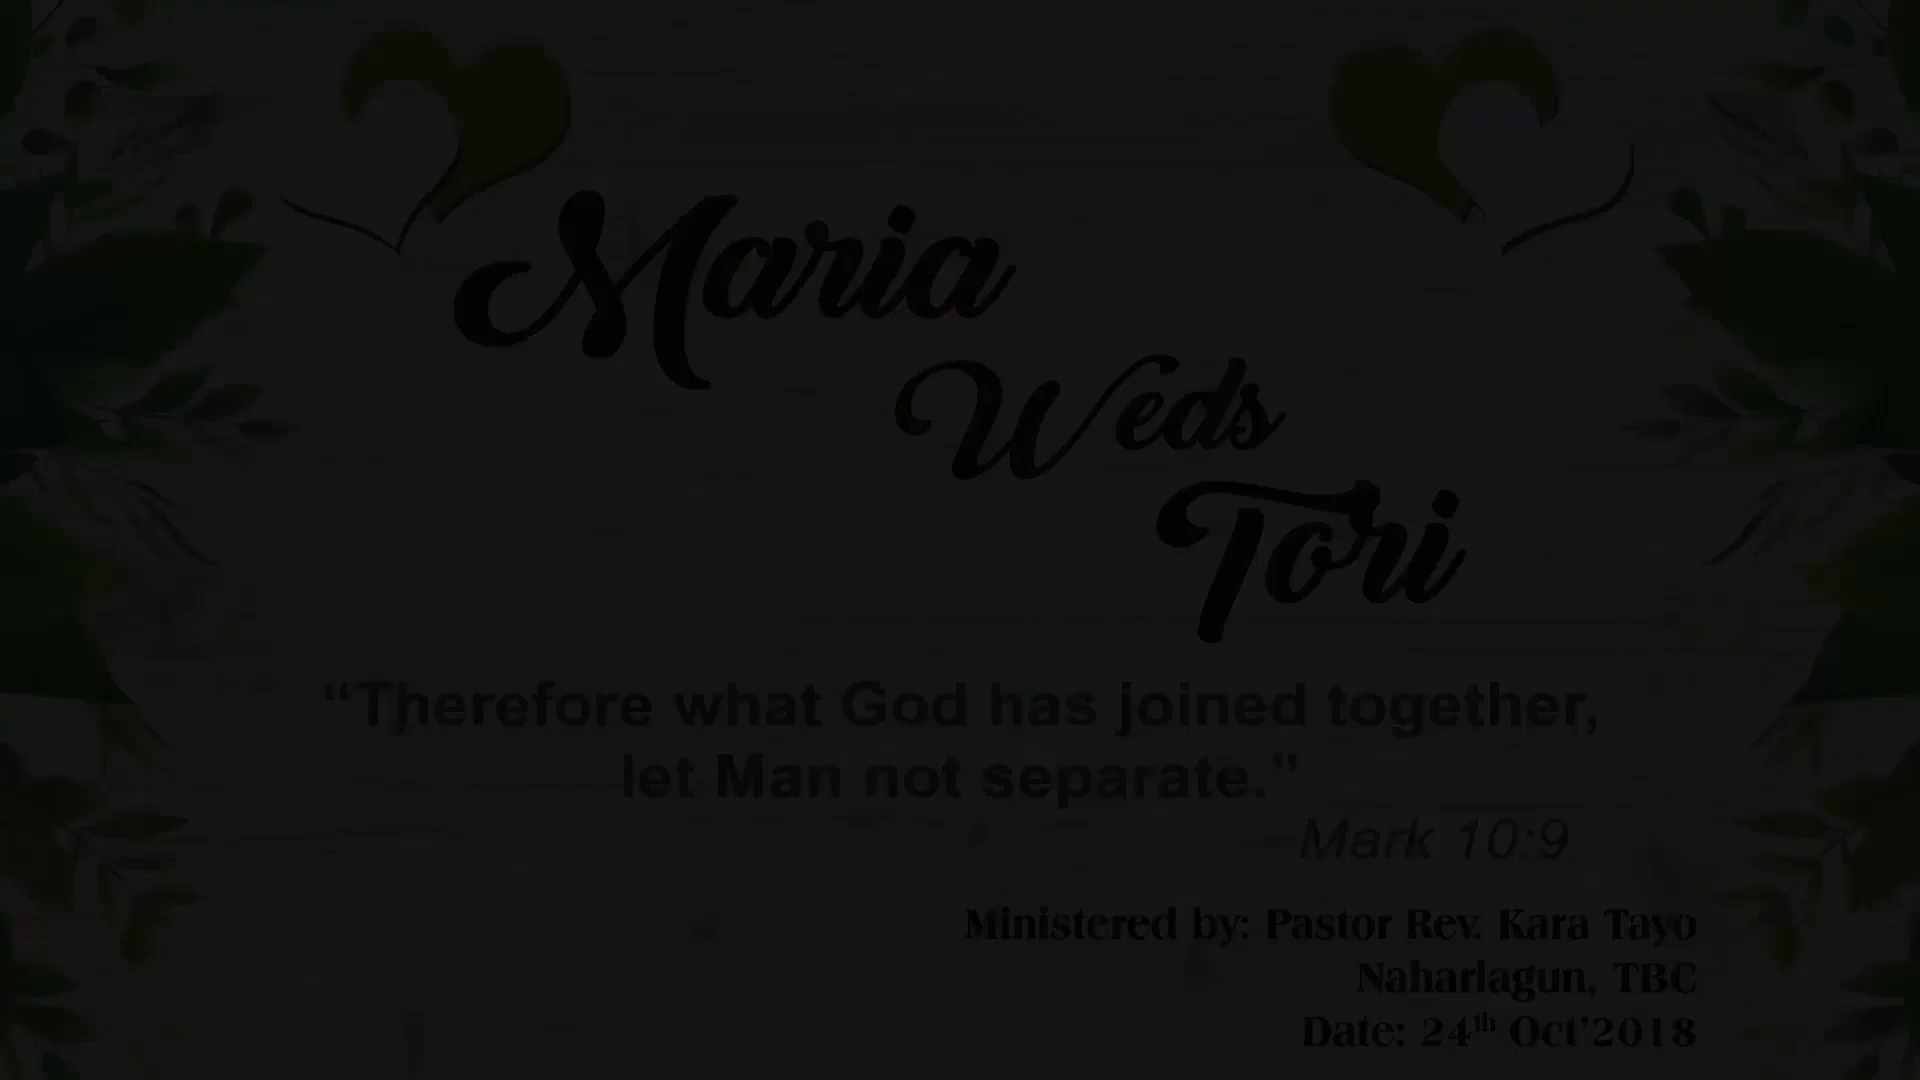 Maria
Weds
Tori
“Therefore what God has joined together,
let Man not separate.”
Mark 10:9
Ministered by: Pastor Rev. Kara Tayo
Naharlagun, TBC
Date: 24th Oct'2018